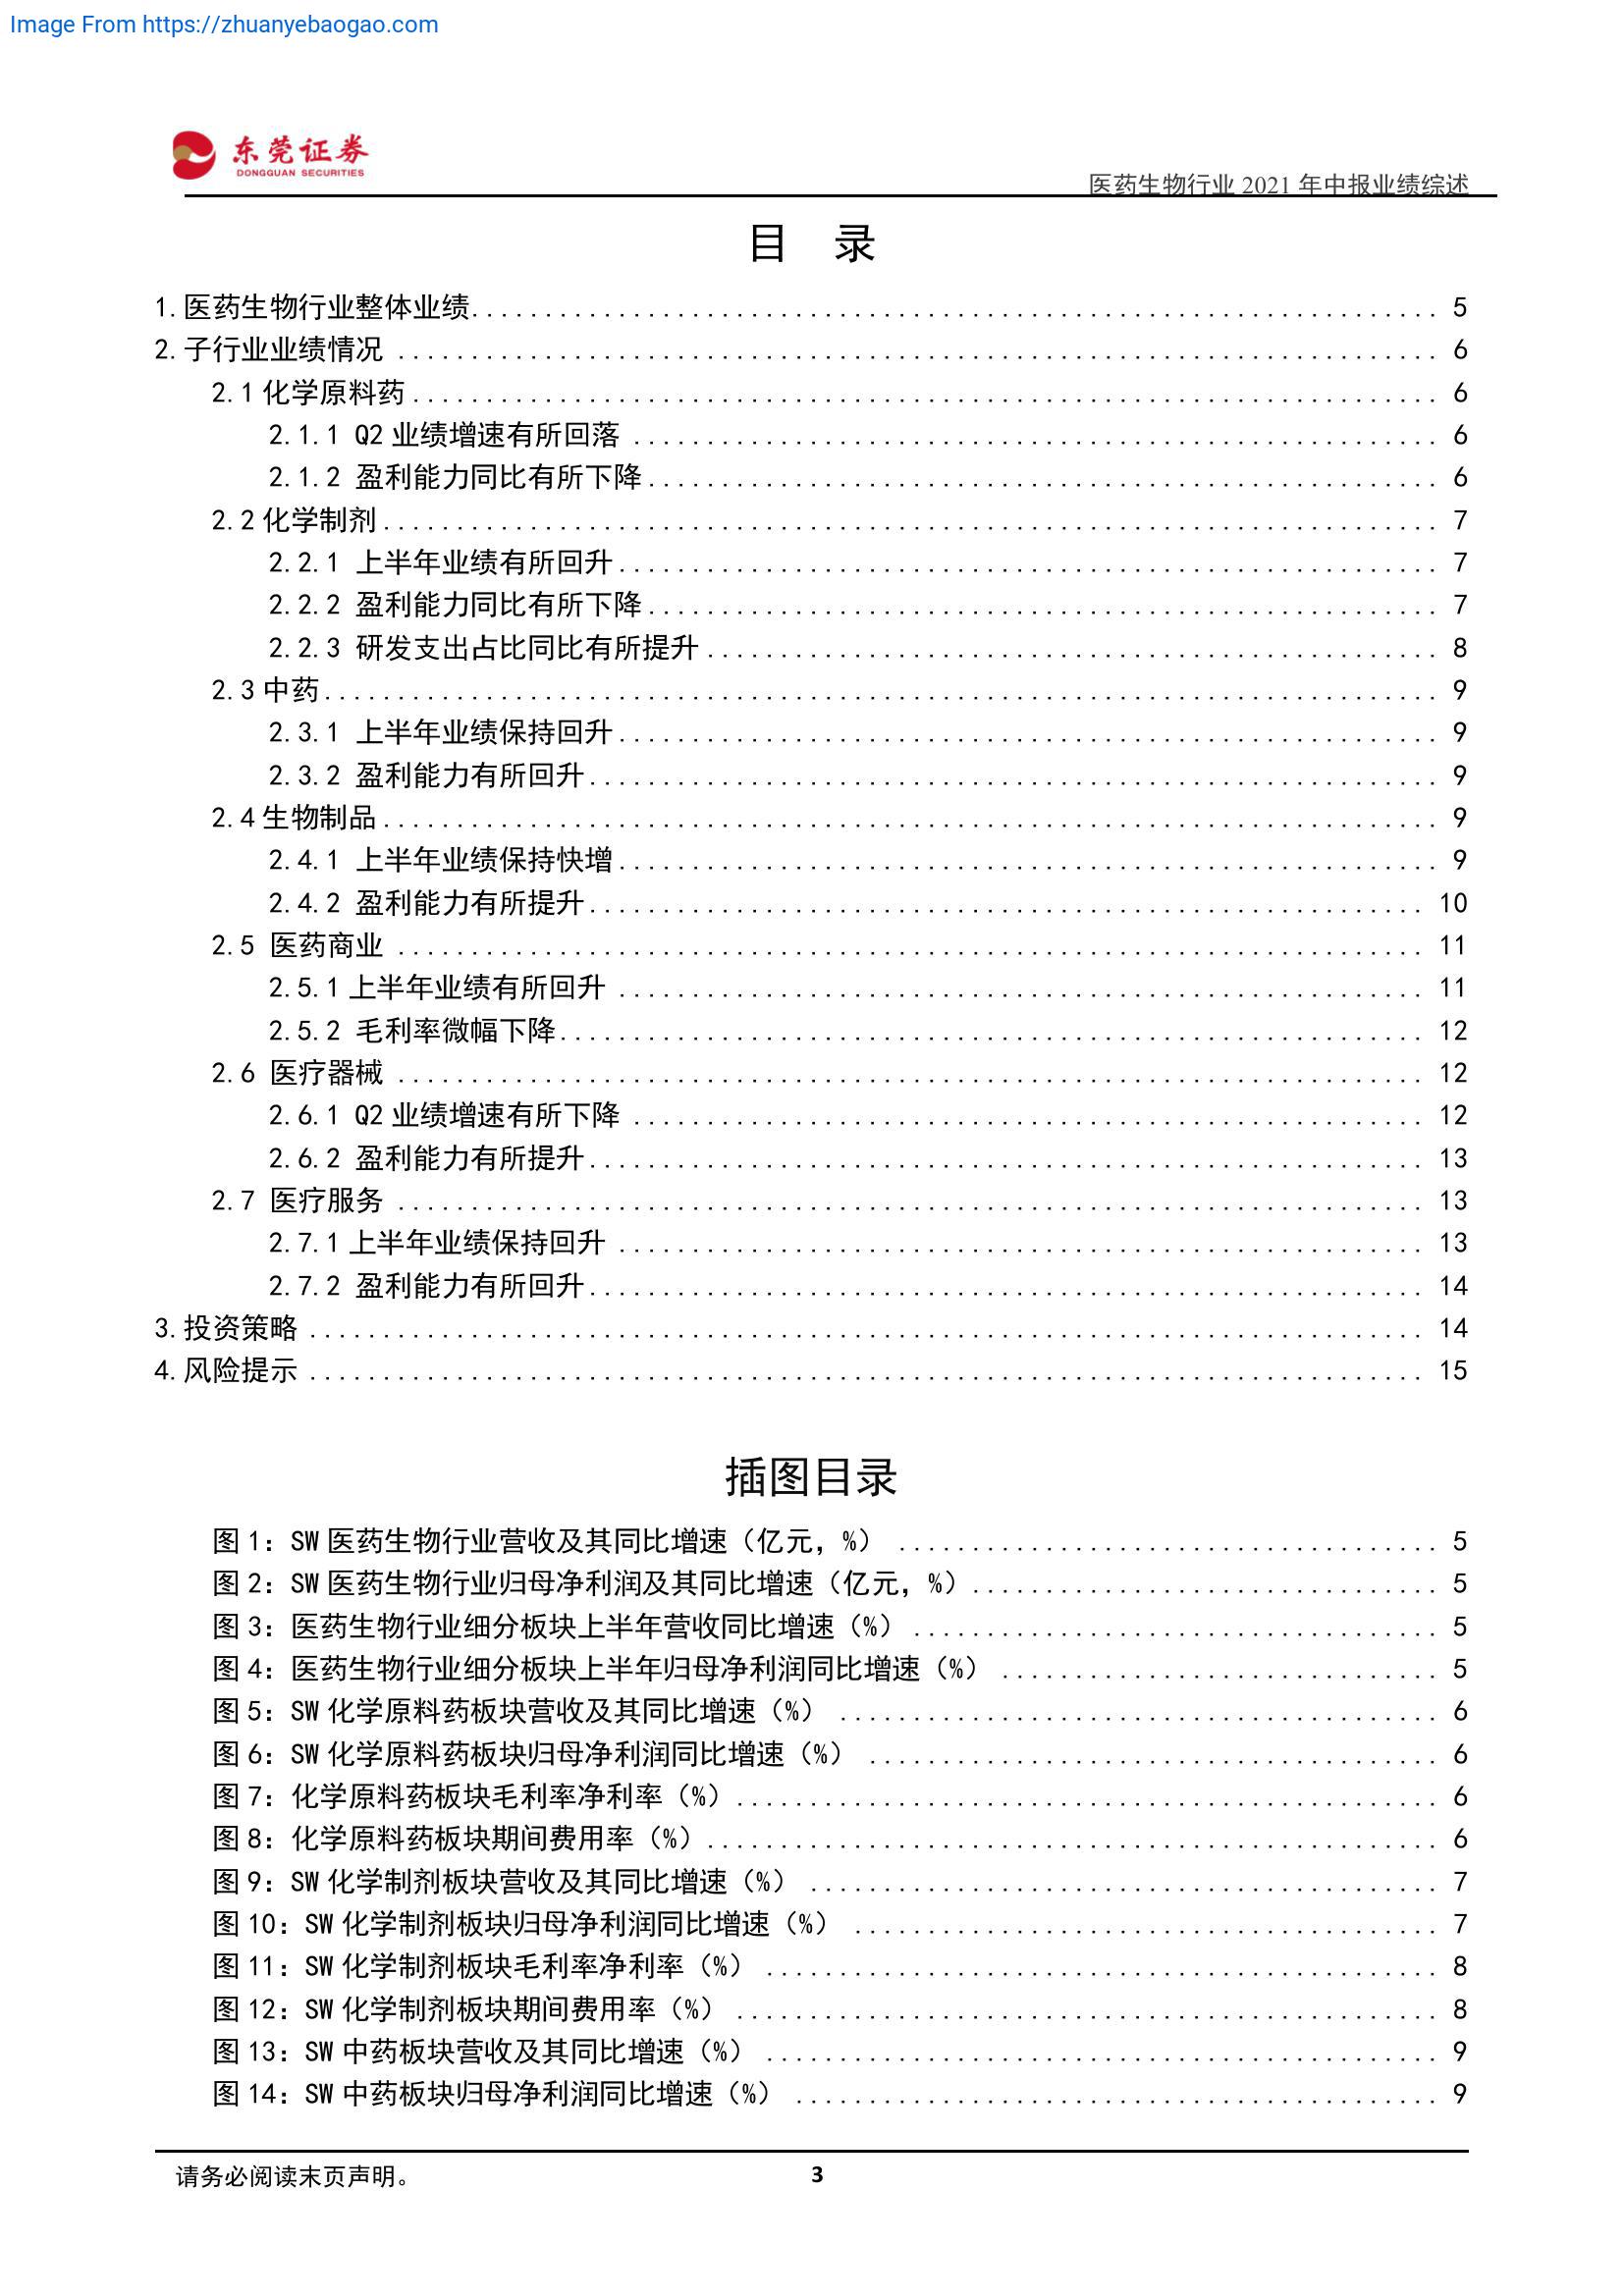 Image From https://zhuanyebaogao.com
东莞证券
DONGGUAN SECURITIES
医药生物行业 2021 年中报业绩综述
目 录
1.医药生物行业整体业绩.................................................................. 5
2.子行业业绩情况 ....................................................................... 6
2.1化学原料药...................................................................... 6
2.1.1 Q2业绩增速有所回落 ....................................................... 6
2.1.2 盈利能力同比有所下降...................................................... 6
2.2化学制剂........................................................................ 7
2.2.1 上半年业绩有所回升........................................................ 7
2.2.2 盈利能力同比有所下降...................................................... 7
2.2.3 研发支出占比同比有所提升.................................................. 8
2.3中药............................................................................ 9
2.3.1 上半年业绩保持回升........................................................ 9
2.3.2 盈利能力有所回升.......................................................... 9
2.4生物制品........................................................................ 9
2.4.1 上半年业绩保持快增........................................................ 9
2.4.2 盈利能力有所提升......................................................... 10
2.5 医药商业 ...................................................................... 11
2.5.1上半年业绩有所回升 ....................................................... 11
2.5.2 毛利率微幅下降........................................................... 12
2.6 医疗器械 ...................................................................... 12
2.6.1 Q2业绩增速有所下降 ...................................................... 12
2.6.2 盈利能力有所提升......................................................... 13
2.7 医疗服务 ...................................................................... 13
2.7.1上半年业绩保持回升 ....................................................... 13
2.7.2 盈利能力有所回升......................................................... 14
3.投资策略 ............................................................................ 14
4.风险提示 ............................................................................ 15
插图目录
图 1：SW医药生物行业营收及其同比增速（亿元，%） ..................................... 5
图 2：SW医药生物行业归母净利润及其同比增速（亿元，%）................................ 5
图 3：医药生物行业细分板块上半年营收同比增速（%） .................................... 5
图 4：医药生物行业细分板块上半年归母净利润同比增速（%） .............................. 5
图 5：SW化学原料药板块营收及其同比增速（%） ......................................... 6
图 6：SW化学原料药板块归母净利润同比增速（%） ....................................... 6
图 7：化学原料药板块毛利率净利率（%）................................................ 6
图 8：化学原料药板块期间费用率（%）.................................................. 6
图 9：SW化学制剂板块营收及其同比增速（%） ........................................... 7
图 10：SW化学制剂板块归母净利润同比增速（%） ........................................ 7
图 11：SW化学制剂板块毛利率净利率（%） .............................................. 8
图 12：SW化学制剂板块期间费用率（%） ................................................ 8
图 13：SW中药板块营收及其同比增速（%） .............................................. 9
图 14：SW中药板块归母净利润同比增速（%） ............................................ 9
请务必阅读末页声明。
3